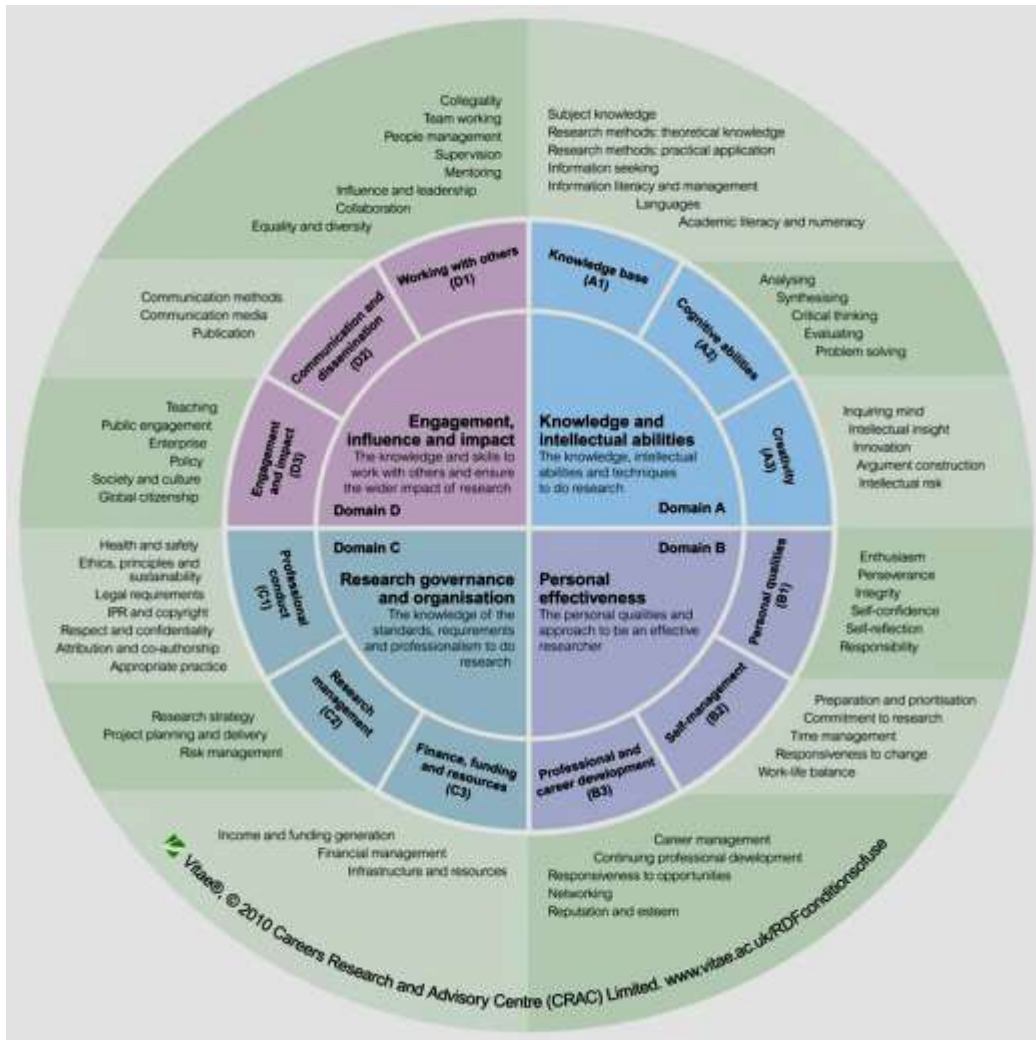 Collegiality
Team working
People management
Supervision
Mentoring
Influence and leadership
Collaboration
Equality and diversity
Subject knowledge
Research methods: theoretical knowledge
Research methods: practical application
Information seeking
Information literacy and management
Languages
Academic literacy and numeracy
Working with others
(D1)
Knowledge base
(A1)
Communication methods
Communication media
Publication
Communication and
dissemination
(D2)
Cognitive abilities
(A2)
Analysing
Synthesising
Critical thinking
Evaluating
Problem solving
Teaching
Public engagement
Enterprise
Policy
Society and culture
Global citizenship
Engagement
and impact
(D3)
Engagement,
influence and impact
The knowledge and skills to
work with others and ensure
the wider impact of research
Domain D
Knowledge and
intellectual abilities
The knowledge, intellectual
abilities and techniques
to do research
Domain A
Creativity
(A3)
Inquiring mind
Intellectual insight
Innovation
Argument construction
Intellectual risk
Health and safety
Ethics, principles and
sustainability
Legal requirements
IPR and copyright
Respect and confidentiality
Attribution and co-authorship
Appropriate practice
Professional
conduct
(C1)
Domain C
Research governance
and organisation
The knowledge of the
standards, requirements
and professionalism to do
research
Domain B
Personal
effectiveness
The personal qualities and
approach to be an effective
researcher
Personal qualities
(B1)
Enthusiasm
Perseverance
Integrity
Self-confidence
Self-reflection
Responsibility
Research strategy
Project planning and delivery
Risk management
Research
management
(C2)
Self-management
(B2)
Preparation and prioritisation
Commitment to research
Time management
Responsiveness to change
Work-life balance
Finance, funding
and resources
(C3)
Professional and
career development
(B3)
Income and funding generation
Financial management
Infrastructure and resources
Career management
Continuing professional development
Responsiveness to opportunities
Networking
Reputation and esteem
Vitae®, © 2010 Careers Research and Advisory Centre (CRAC) Limited. www.vitae.ac.uk/RDFconditionsofuse